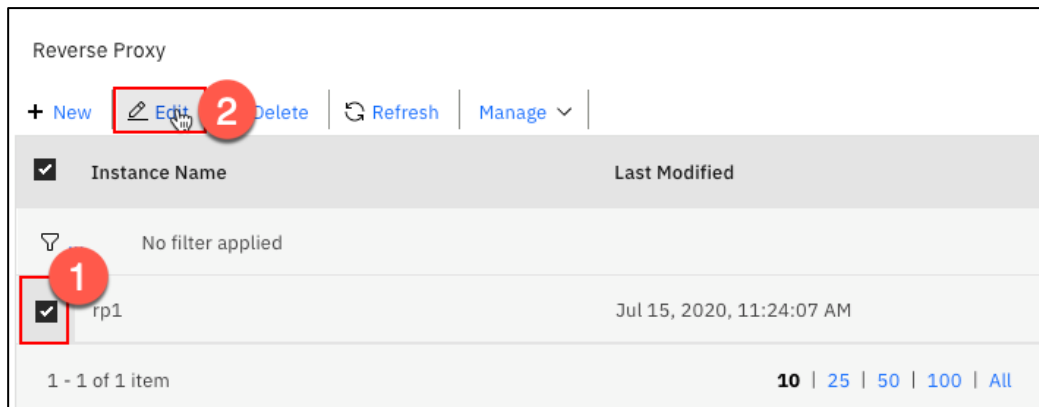 Reverse Proxy
+ New Edit 2 Delete Refresh Manage
Instance Name Last Modified
... No filter applied
1
rp1 Jul 15, 2020, 11:24:07 AM
1 - 1 of 1 item 10 | 25 | 50 | 100 | All